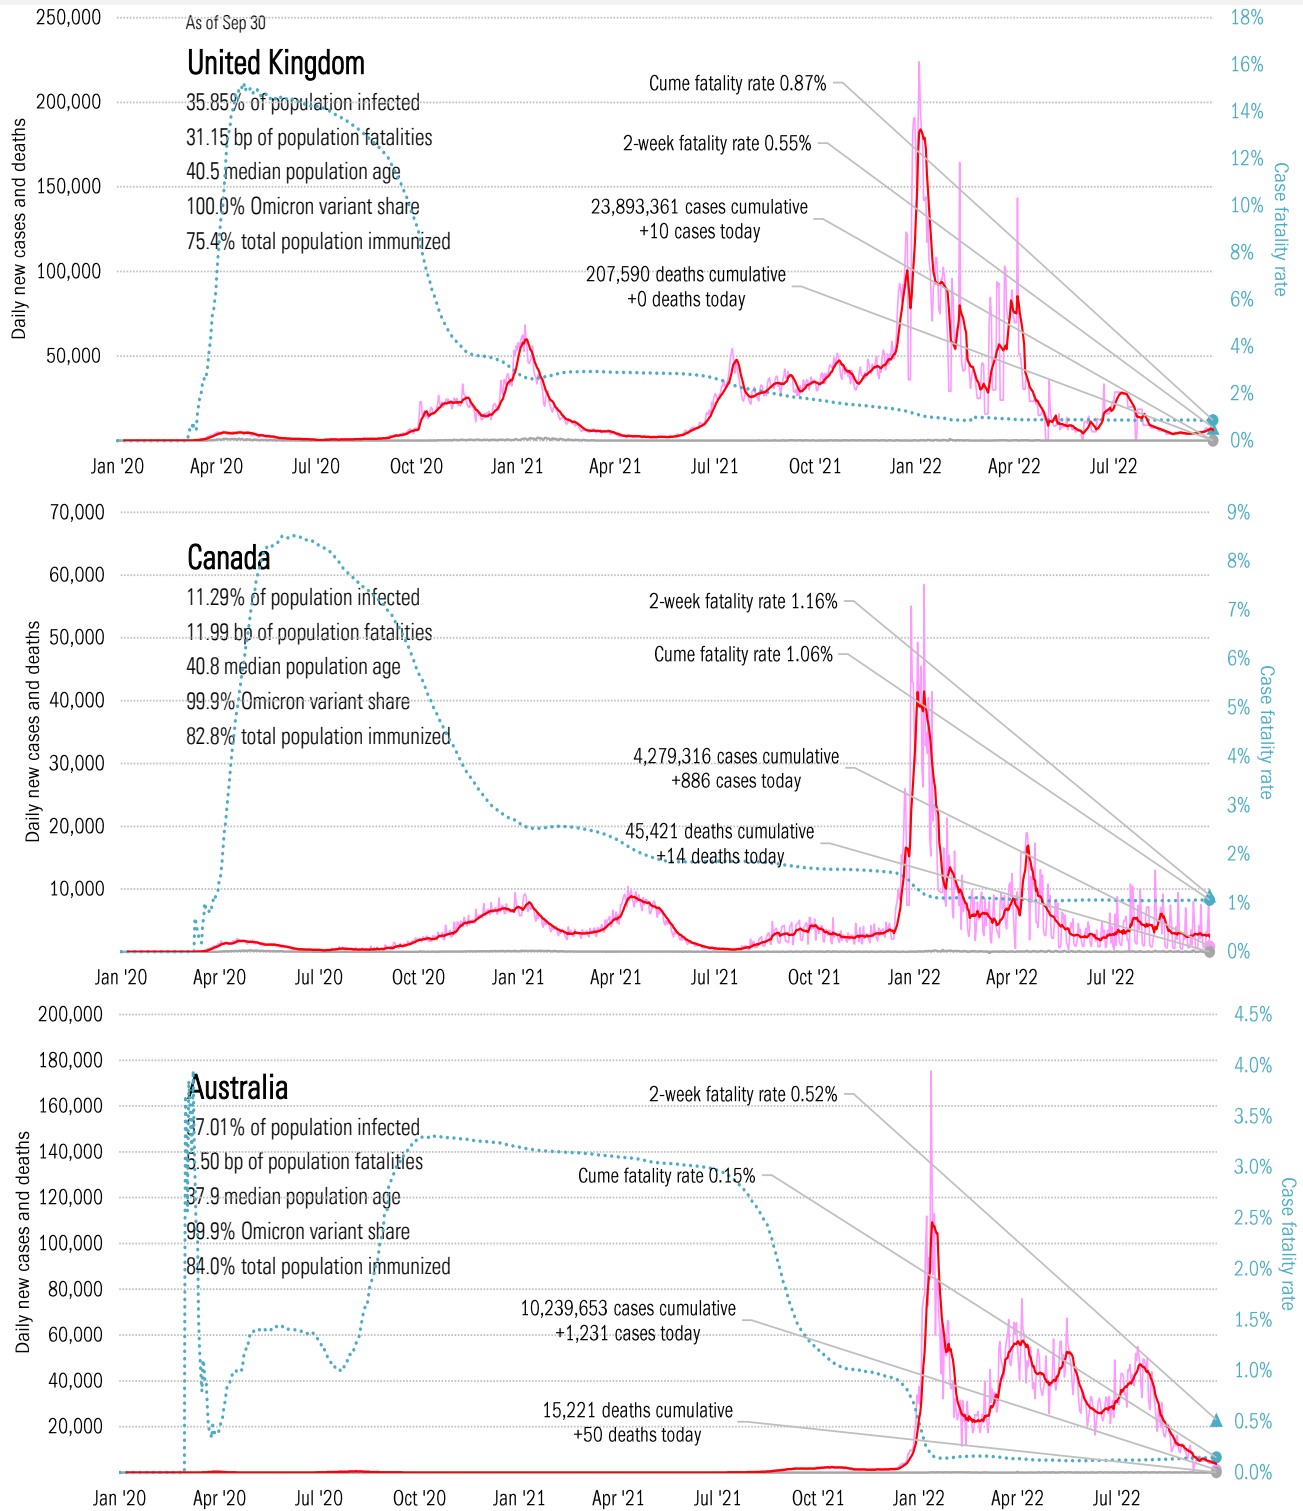 250,000
As of Sep 30
18%
United Kingdom
16%
Cume fatality rate 0.87%
35.85% of population infected
200,000
14%
31.15 bp of population fatalities
2-week fatality rate 0.55%
12%
40.5 median population age
150,000
100.0% Omicron variant share
23,893,361 cases cumulative
10%
+10 cases today
75.4% total population immunized
8%
100,000
207,590 deaths cumulative
+0 deaths today
6%
50,000
4%
2%
0%
Daily new cases and deaths
Case fatality rate
Jan '20 Apr '20 Jul '20 Oct '20 Jan '21 Apr '21 Jul '21 Oct '21 Jan '22 Apr '22 Jul '22
70,000
9%
Canada
8%
60,000
11.29% of population infected
2-week fatality rate 1.16%
7%
50,000
11.99 bp of population fatalities
Cume fatality rate 1.06%
6%
40.8 median population age
40,000
99.9% Omicron variant share
5%
82.8% total population immunized
30,000
4,279,316 cases cumulative
4%
+886 cases today
3%
20,000
45,421 deaths cumulative
+14 deaths today
2%
10,000
1%
0%
Daily new cases and deaths
Case fatality rate
Jan '20 Apr '20 Jul '20 Oct '20 Jan '21 Apr '21 Jul '21 Oct '21 Jan '22 Apr '22 Jul '22
200,000
4.5%
180,000
4.0%
Australia
2-week fatality rate 0.52%
160,000
3.5%
37.01% of population infected
140,000
5.50 bp of population fatalities
3.0%
Cume fatality rate 0.15%
120,000
37.9 median population age
2.5%
99.9% Omicron variant share
100,000
84.0% total population immunized
2.0%
80,000
10,239,653 cases cumulative
1.5%
60,000
+1,231 cases today
1.0%
40,000
15,221 deaths cumulative
0.5%
20,000
+50 deaths today
0.0%
Daily new cases and deaths
Case fatality rate
Jan '20 Apr '20 Jul '20 Oct '20 Jan '21 Apr '21 Jul '21 Oct '21 Jan '22 Apr '22 Jul '22